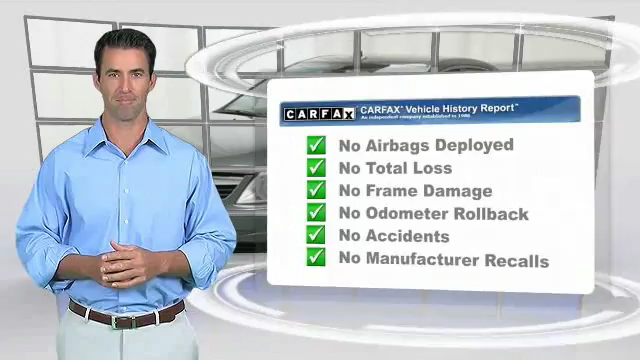 CARFAX CARFAX® Vehicle History Report™
An independent company established in 1986
No Airbags Deployed
No Total Loss
No Frame Damage
No Odometer Rollback
No Accidents
No Manufacturer Recalls